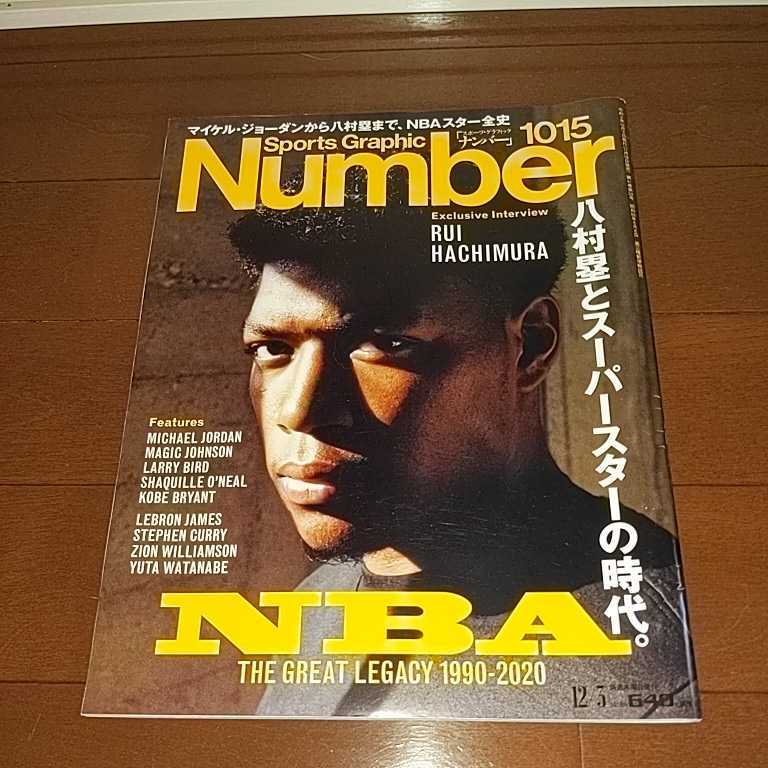 マイケル・ジョーダンから八村塁まで、NBAスター全史
Sports Graphic
「スポーツ・グラフィック ナンバー」
1015
Number
Exclusive Interview
RUI
HACHIMURA
八村塁とスーパースターの時代。
Features
MICHAEL JORDAN
MAGIC JOHNSON
LARRY BIRD
SHAQUILLE O'NEAL
KOBE BRYANT
LEBRON JAMES
STEPHEN CURRY
ZION WILLIAMSON
YUTA WATANABE
NBA
THE GREAT LEGACY 1990-2020
12/3
640